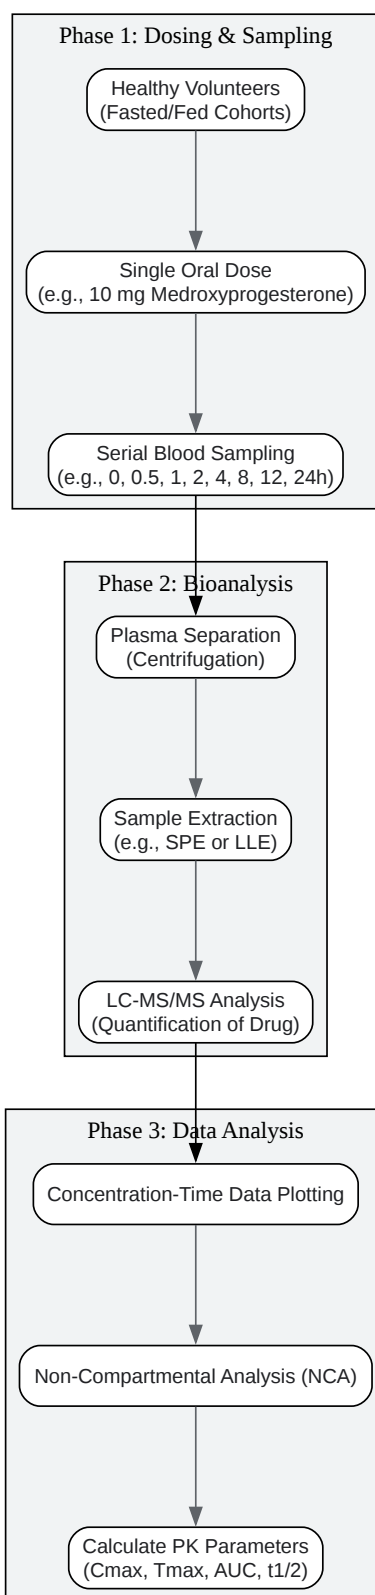 Phase 1: Dosing & Sampling
Healthy Volunteers
(Fasted/Fed Cohorts)
Single Oral Dose
(e.g., 10 mg Medroxyprogesterone)
Serial Blood Sampling
(e.g., 0, 0.5, 1, 2, 4, 8, 12, 24h)
Phase 2: Bioanalysis
Plasma Separation
(Centrifugation)
Sample Extraction
(e.g., SPE or LLE)
LC-MS/MS Analysis
(Quantification of Drug)
Phase 3: Data Analysis
Concentration-Time Data Plotting
Non-Compartmental Analysis (NCA)
Calculate PK Parameters
(Cmax, Tmax, AUC, t1/2)